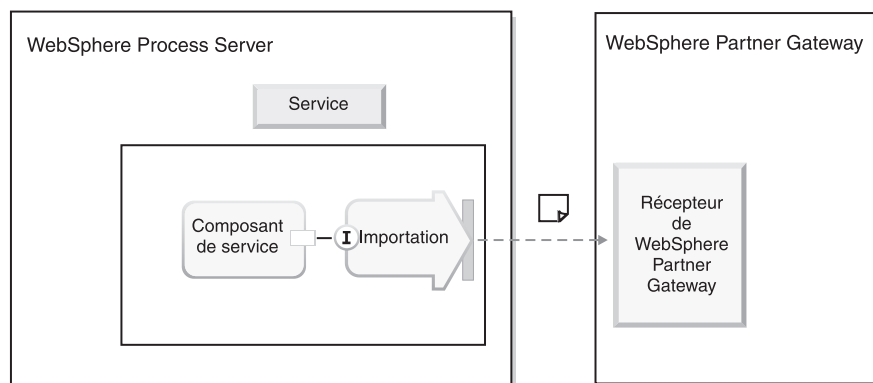 WebSphere Process Server
WebSphere Partner Gateway
Service
Composant
de service
I
Importation
Récepteur
de
WebSphere
Partner
Gateway